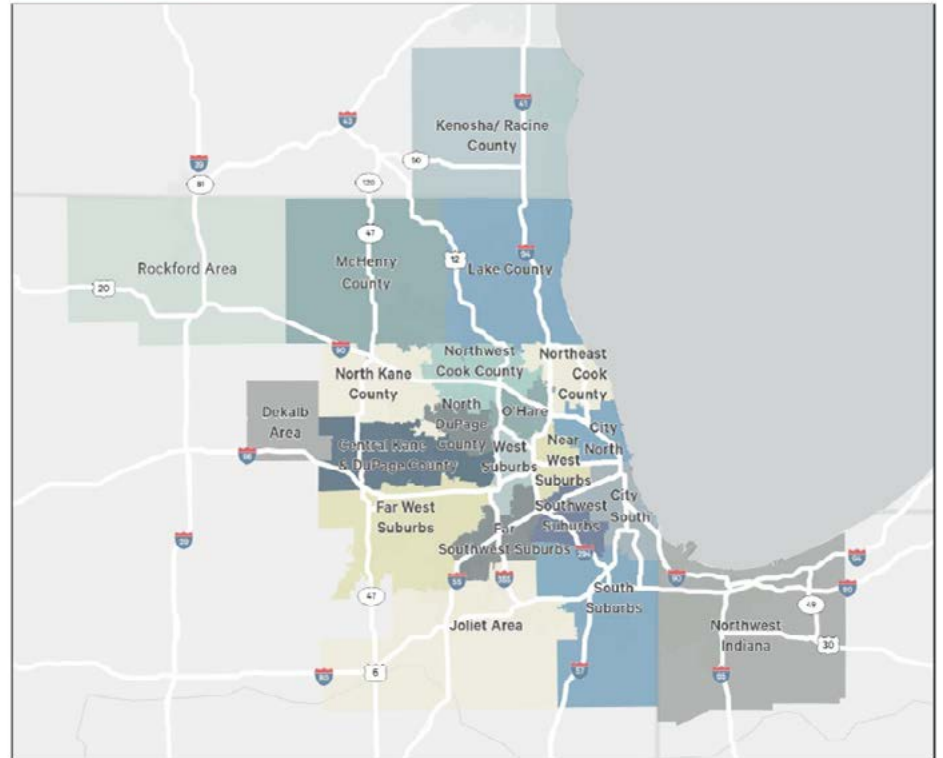 41
43
Kenosha/ Racine
County
50
39
81
120
47
12
94
McHenry
County
Lake County
Rockford Area
20
90
Northwest
Cook County
Northeast
Cook
County
North Kane
County
North
DuPage
County
O'Hare
Dekalb
Area
City
North
Central Kane
& DuPage County
West
Suburbs
Near
West
Suburbs
88
Far West
Suburbs
Southwest
Suburbs
City
South
Far
Southwest Suburbs
39
294
55
355
90
94
80
47
South
Suburbs
49
Joliet Area
Northwest
Indiana
30
80
6
57
65